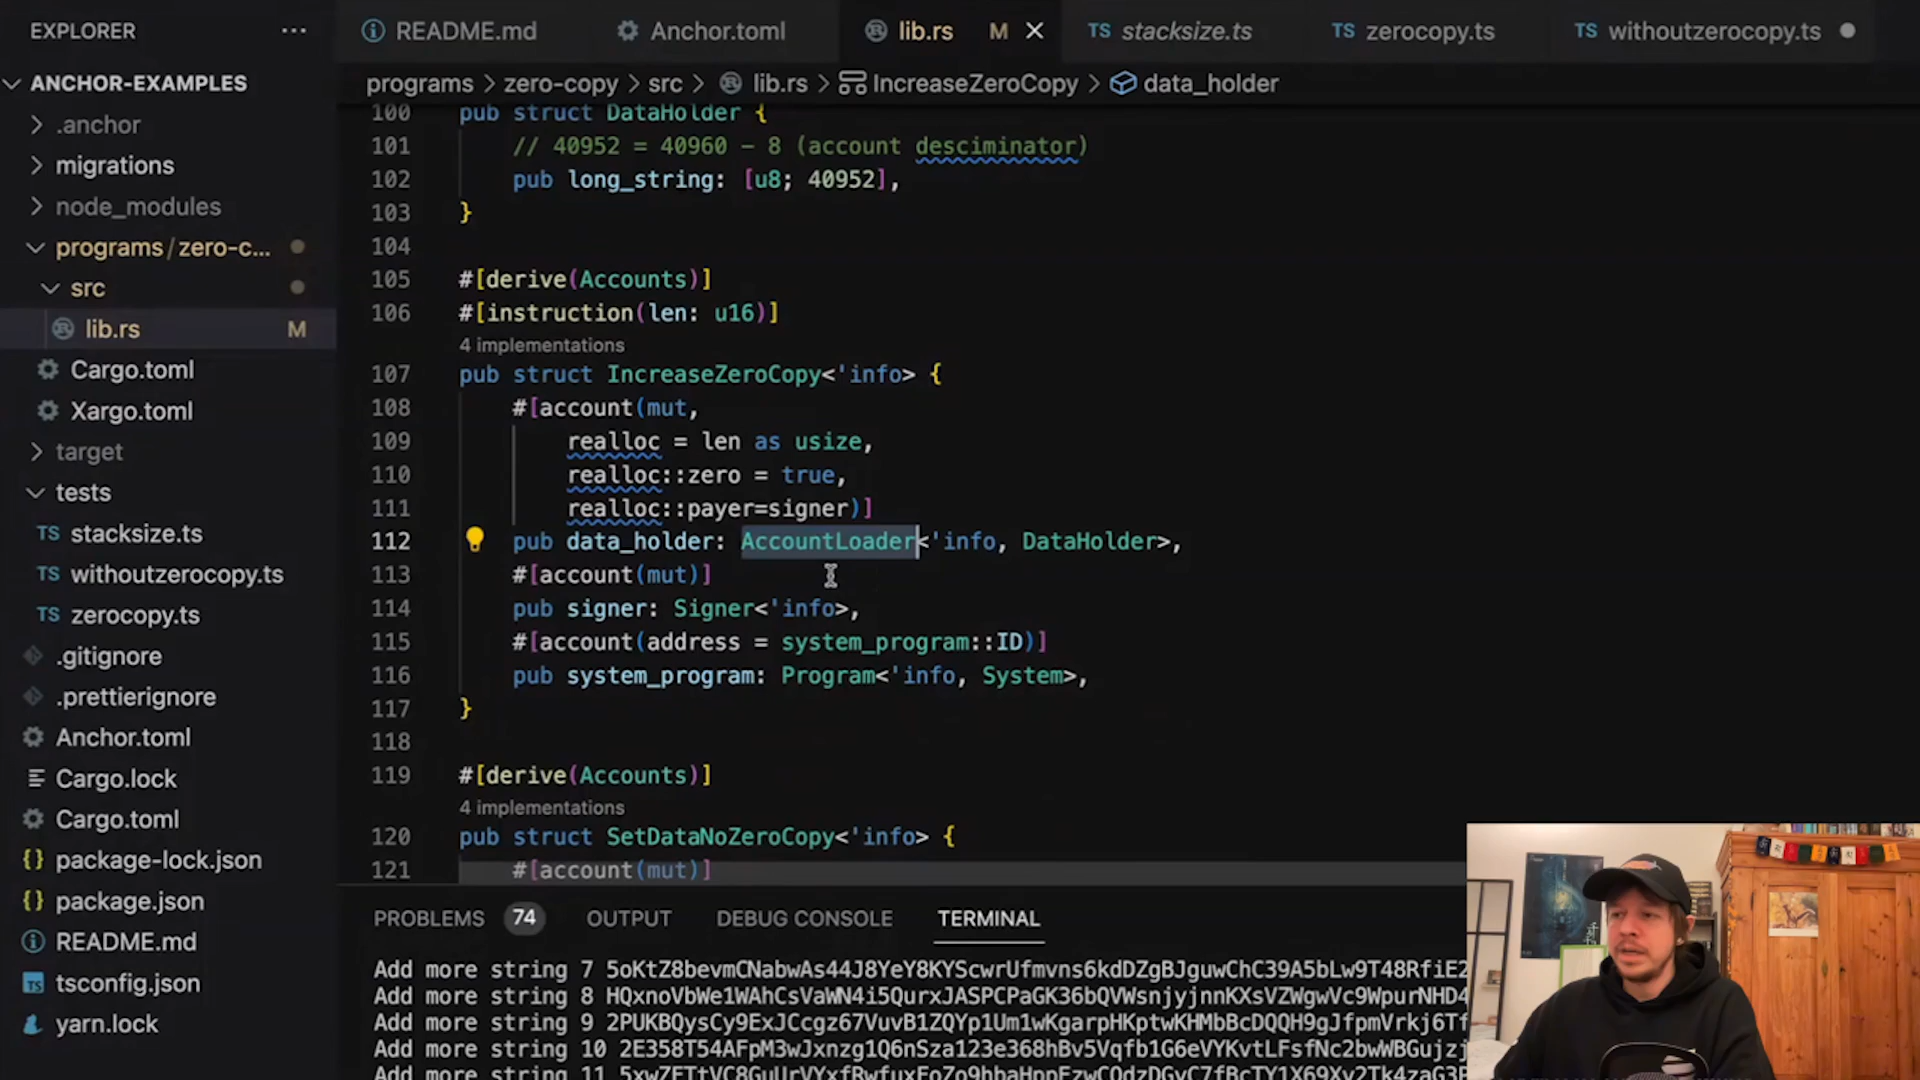 EXPLORER
ANCHOR-EXAMPLES
.anchor
migrations
node_modules
programs/zero-c...
src
lib.rs M
Cargo.toml
Xargo.toml
target
tests
stacksize.ts
withoutzerocopy.ts
zerocopy.ts
.gitignore
.prettierignore
Anchor.toml
Cargo.lock
Cargo.toml
package-lock.json
package.json
README.md
tsconfig.json
yarn.lock
README.md Anchor.toml lib.rs M stacksize.ts zerocopy.ts withoutzerocopy.ts
programs > zero-copy > src > lib.rs > IncreaseZeroCopy > data_holder
100 pub struct DataHolder {
101 // 40952 = 40960 - 8 (account desciminator)
102 pub long_string: [u8; 40952],
103 }
104
105 #[derive(Accounts)]
106 #[instruction(len: u16)]
4 implementations
107 pub struct IncreaseZeroCopy<'info> {
108 #[account(mut,
109 realloc = len as usize,
110 realloc::zero = true,
111 realloc::payer=signer)]
112 pub data_holder: AccountLoader<'info, DataHolder>,
113 #[account(mut)]
114 pub signer: Signer<'info>,
115 #[account(address = system_program::ID)]
116 pub system_program: Program<'info, System>,
117 }
118
119 #[derive(Accounts)]
4 implementations
120 pub struct SetDataNoZeroCopy<'info> {
121 #[account(mut)]
PROBLEMS 74 OUTPUT DEBUG CONSOLE TERMINAL
Add more string 7
Add more string 8
Add more string 9
Add more string 10
Add more string 11